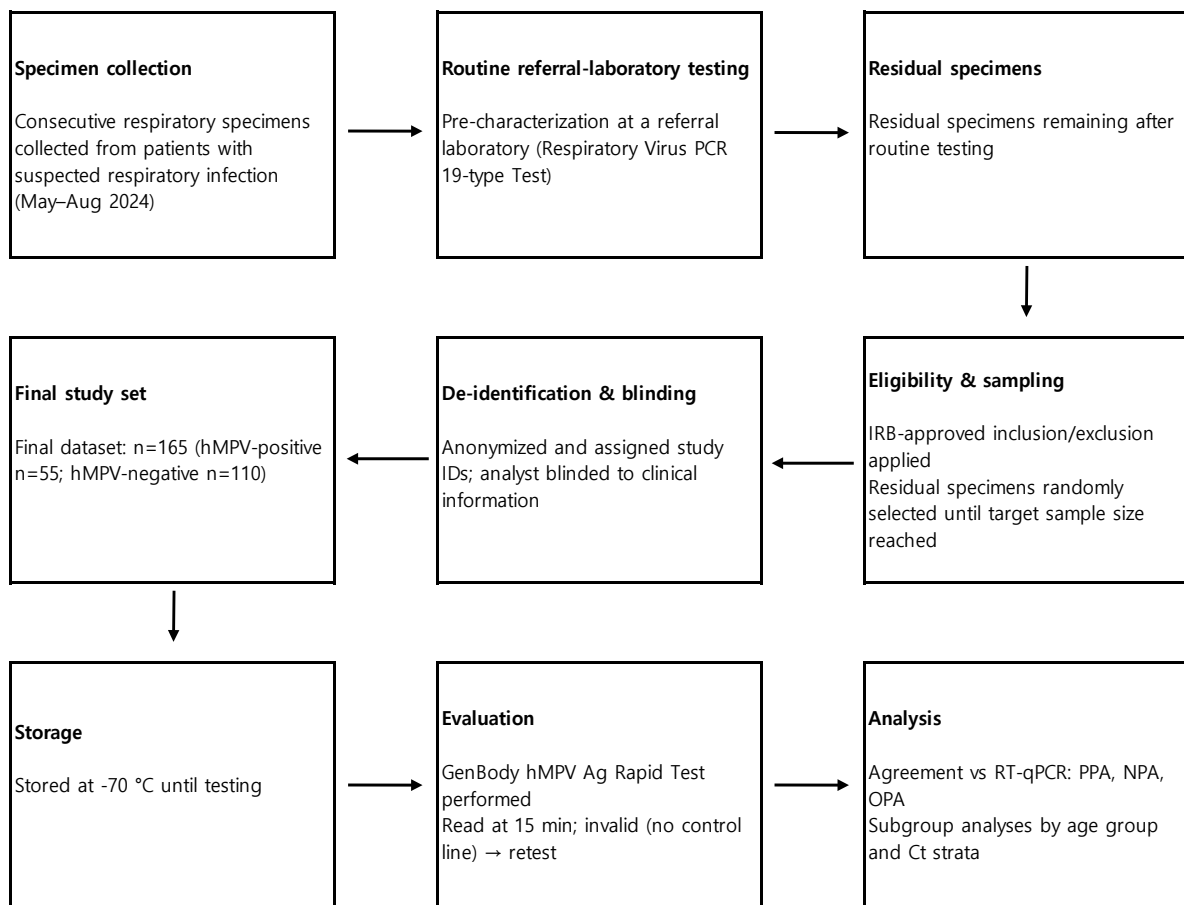 Specimen collection
Consecutive respiratory specimens
collected from patients with
suspected respiratory infection
(May–Aug 2024)
Routine referral-laboratory testing
Pre-characterization at a referral
laboratory (Respiratory Virus PCR
19-type Test)
Residual specimens
Residual specimens remaining after
routine testing
Eligibility & sampling
IRB-approved inclusion/exclusion
applied
Residual specimens randomly
selected until target sample size
reached
De-identification & blinding
Anonymized and assigned study
IDs; analyst blinded to clinical
information
Final study set
Final dataset: n=165 (hMPV-positive
n=55; hMPV-negative n=110)
Storage
Stored at -70 °C until testing
Evaluation
GenBody hMPV Ag Rapid Test
performed
Read at 15 min; invalid (no control
line) → retest
Analysis
Agreement vs RT-qPCR: PPA, NPA,
OPA
Subgroup analyses by age group
and Ct strata